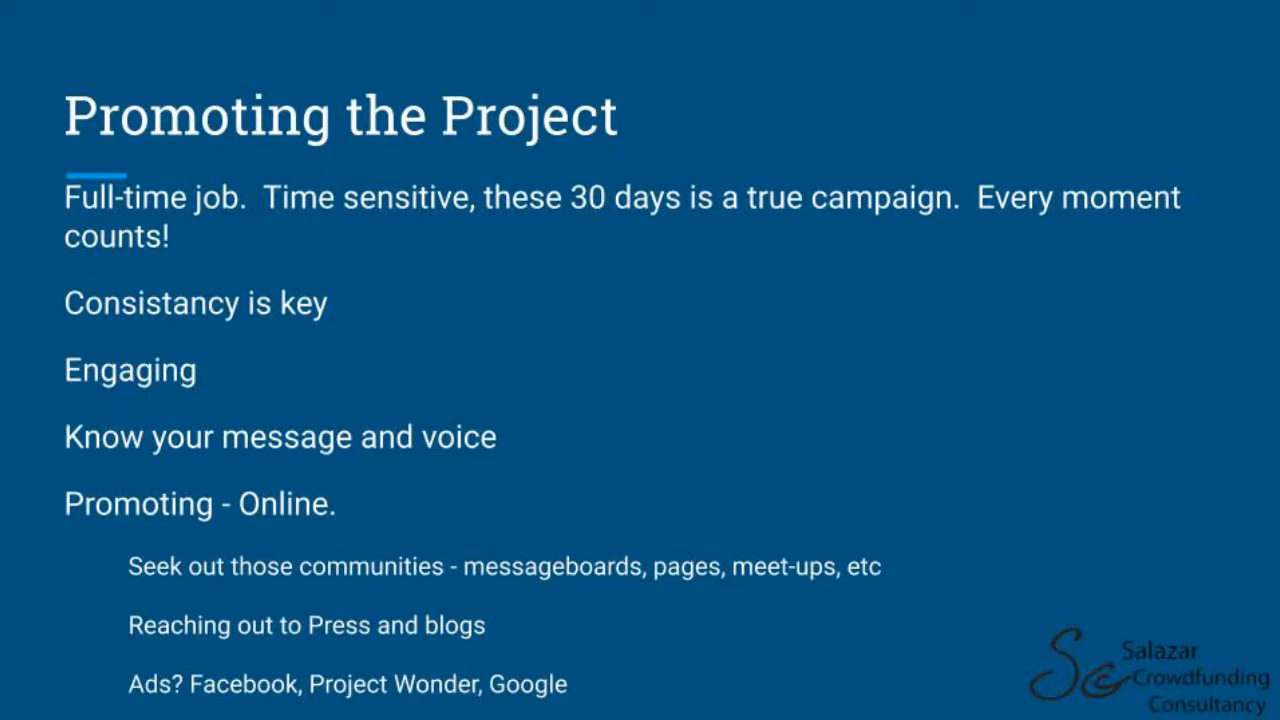 Promoting the Project
Full-time job.  Time sensitive, these 30 days is a true campaign.  Every moment
counts!
Consistancy is key
Engaging
Know your message and voice
Promoting - Online.
Seek out those communities - messageboards, pages, meet-ups, etc
Reaching out to Press and blogs
Ads? Facebook, Project Wonder, Google
Sc
Salazar
Crowdfunding
Consultancy